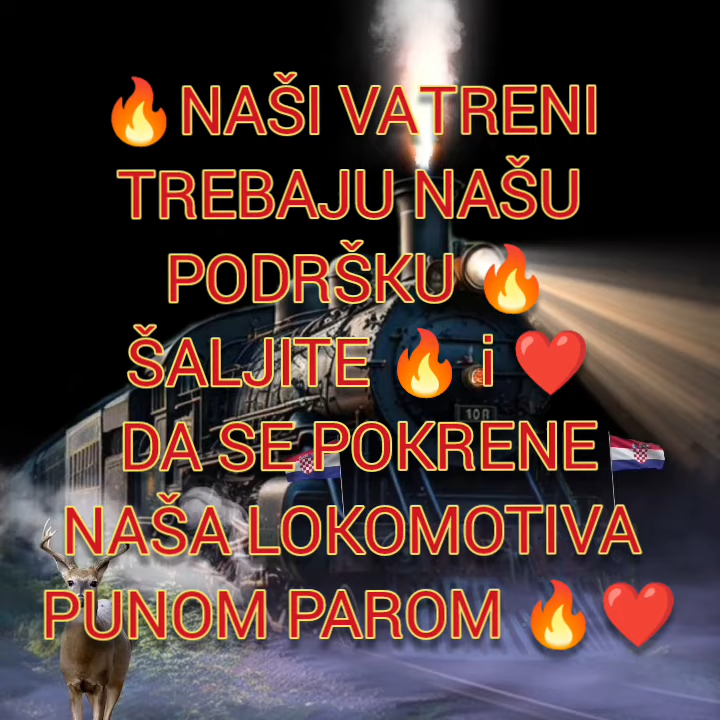 🔥NAŠI VATRENI
TREBAJU NAŠU
PODRŠKU 🔥
ŠALJITE 🔥 i ❤️
DA SE POKRENE
NAŠA LOKOMOTIVA
PUNOM PAROM 🔥❤️